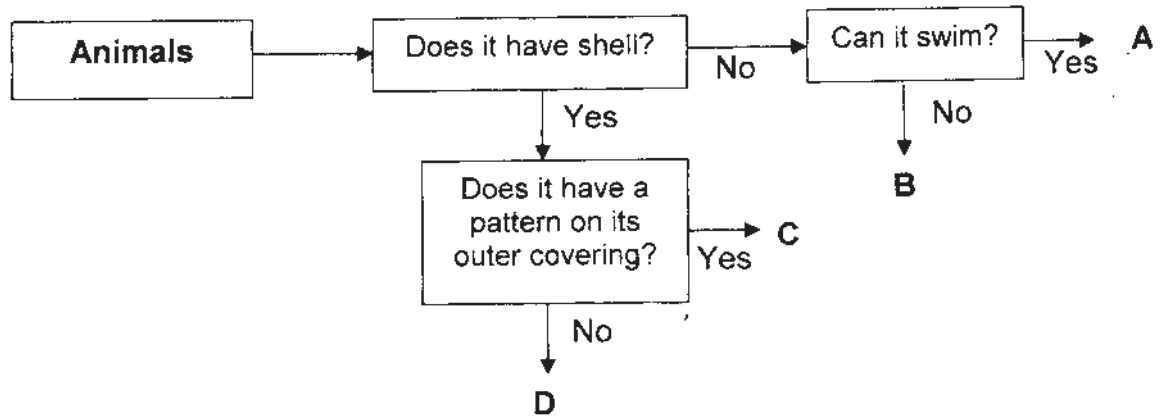 Animals
Does it have shell?
No
Can it swim?
Yes
A
No
B
Yes
Does it have a
pattern on its
outer covering?
Yes
C
No
D